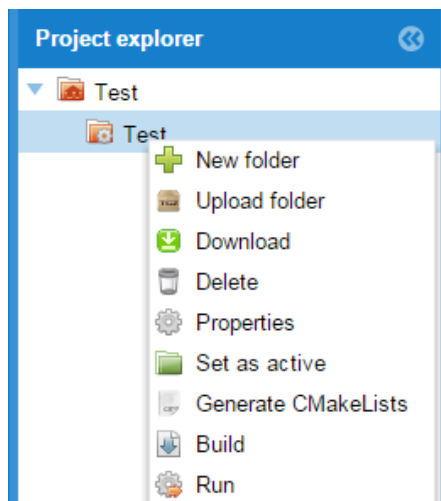 Project explorer
Test
Test
New folder
Upload folder
Download
Delete
Properties
Set as active
Generate CMakeLists
Build
Run